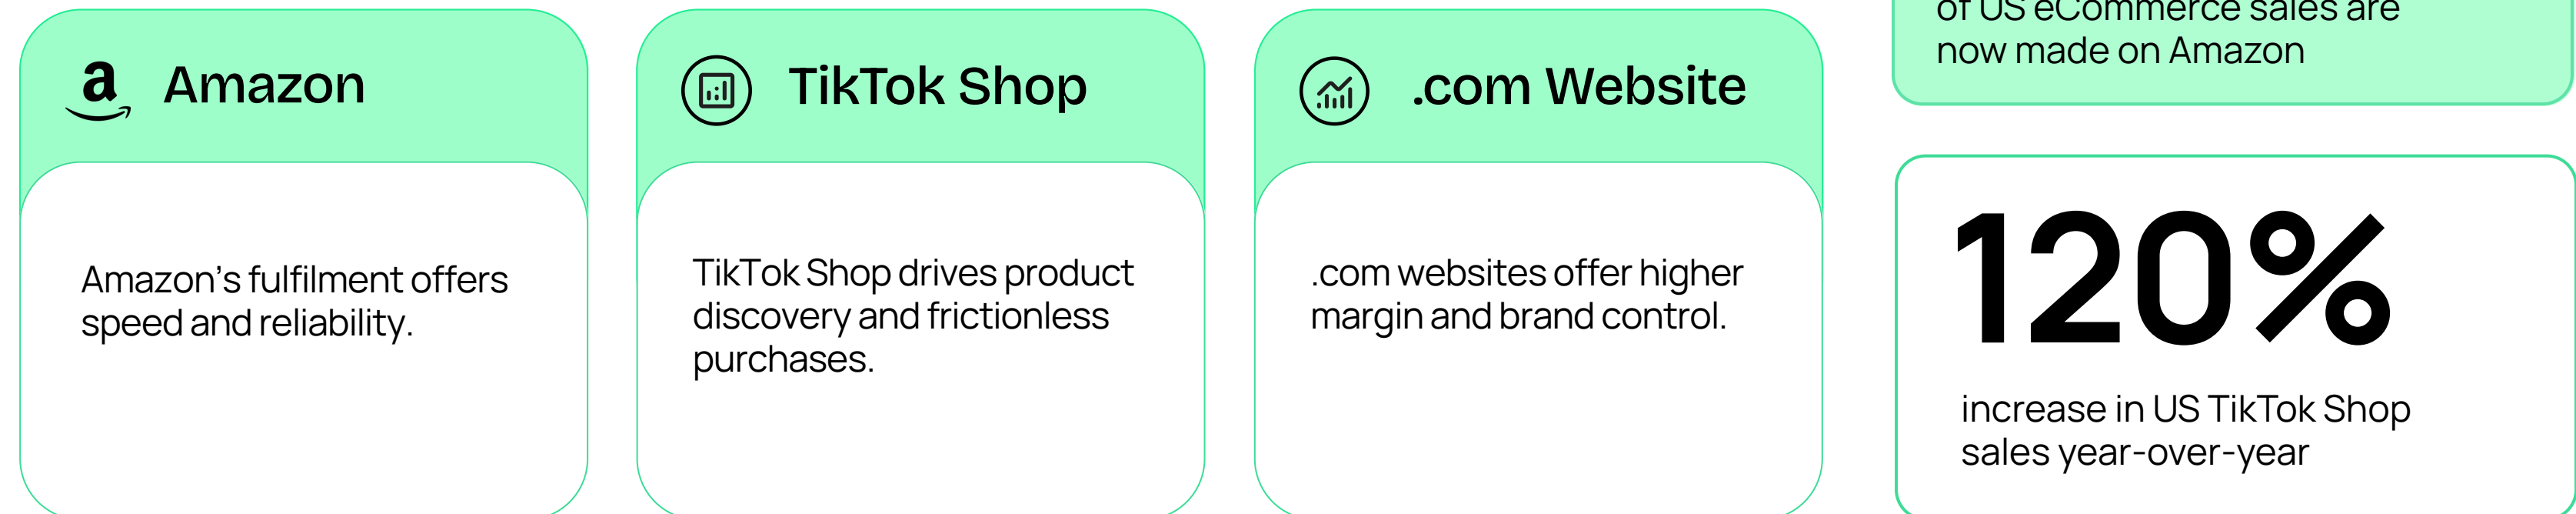 Amazon
Amazon's fulfilment offers
speed and reliability.
TikTok Shop
TikTok Shop drives product
discovery and frictionless
purchases.
.com Website
.com websites offer higher
margin and brand control.
of US eCommerce sales are
now made on Amazon
120%
increase in US TikTok Shop
sales year-over-year